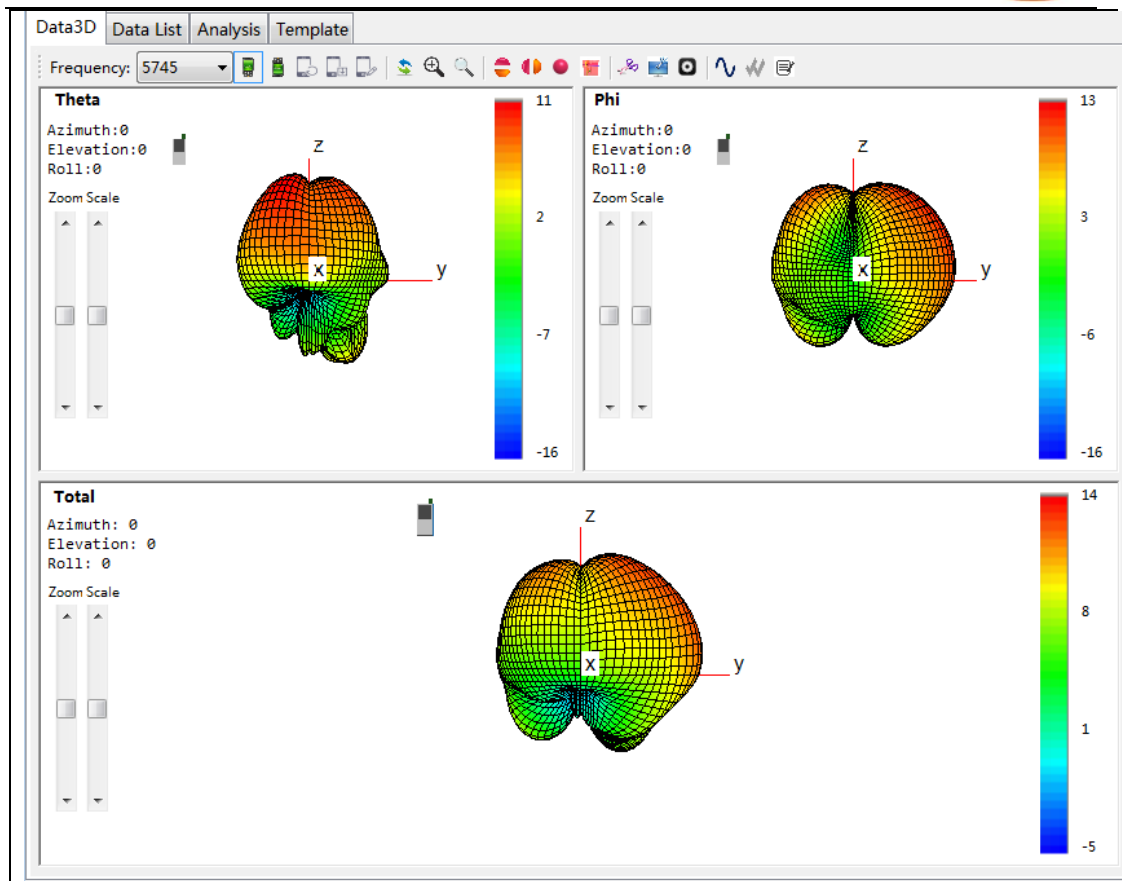 Data3D Data List Analysis Template
Frequency: 5745
Theta
Azimuth:0
Elevation:0
Roll:0
Zoom Scale
z
x
y
11
2
-7
-16
Phi
Azimuth:0
Elevation:0
Roll:0
Zoom Scale
z
x
y
13
3
-6
-16
Total
Azimuth: 0
Elevation: 0
Roll: 0
Zoom Scale
z
x
y
14
8
1
-5